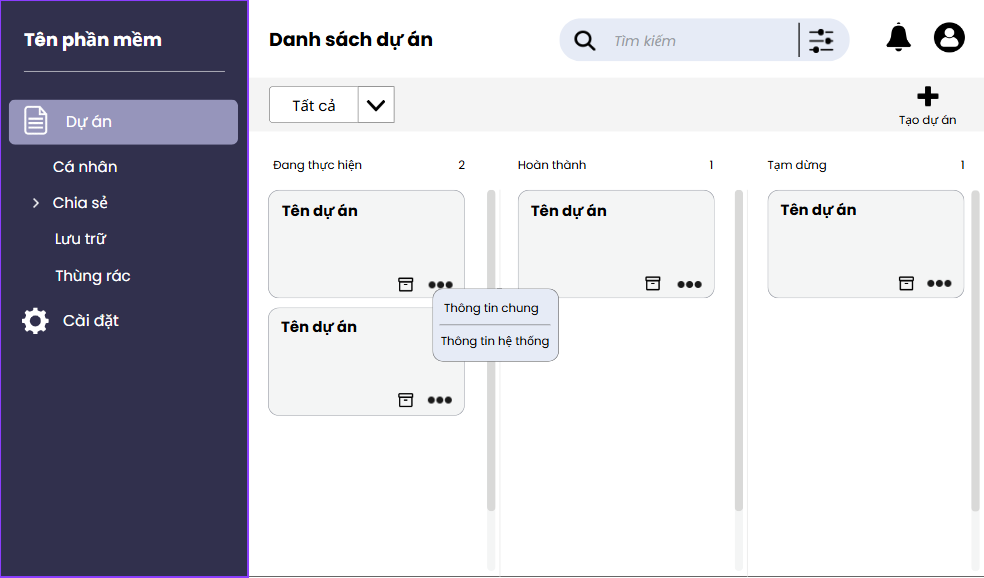 Tên phần mềm
Dự án
Cá nhân
Chia sẻ
Lưu trữ
Thùng rác
Cài đặt
Danh sách dự án
Tìm kiếm
Tất cả
Tạo dự án
Đang thực hiện 2
Tên dự án
Thông tin chung
Thông tin hệ thống
Tên dự án
Hoàn thành 1
Tên dự án
Tạm dừng 1
Tên dự án